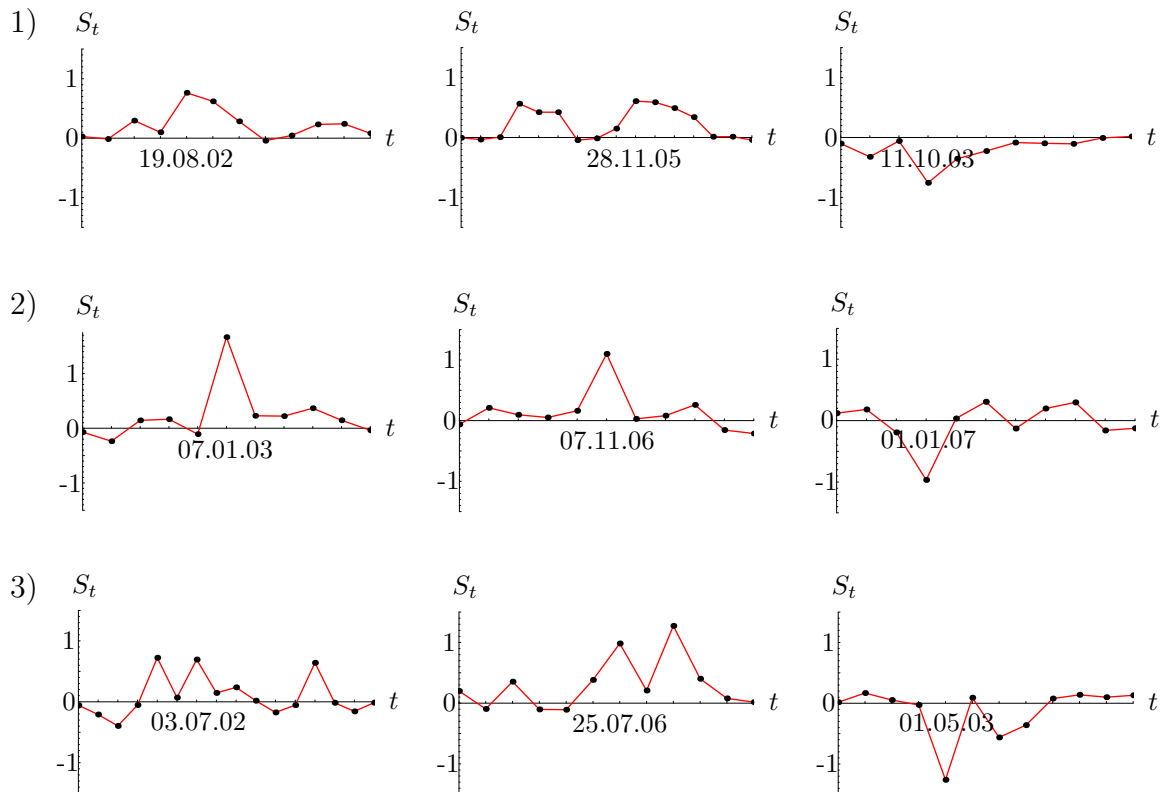 1) S_t S_t S_t
1 1 1
0 t 0 t 0 t
19.08.02 28.11.05 11.10.03
-1 -1 -1
2) S_t S_t S_t
1 1 1
0 t 0 t 0 t
07.01.03 07.11.06 01.01.07
-1 -1 -1
3) S_t S_t S_t
1 1 1
0 t 0 t 0 t
03.07.02 25.07.06 01.05.03
-1 -1 -1